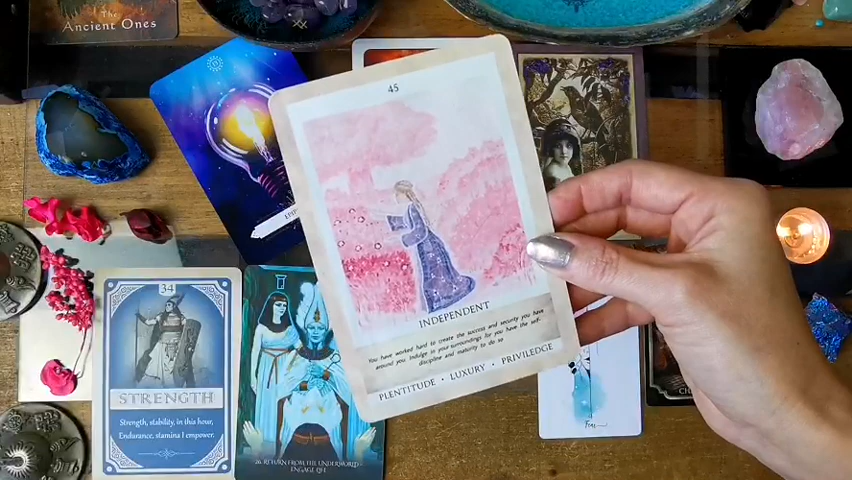 The
Ancient Ones
45
INDEPENDENT
You have worked hard to create the success and security you have
around you Indulge in your surroundings for you have the self-
discipline and maturity to do so
PLENTITUDE • LUXURY • PRIVILEDGE
34
STRENGTH
Strength, stability, in this hour,
Endurance, stamina I empower.
RETURN FROM THE UNDERWORLD
ENGAGE LIFE